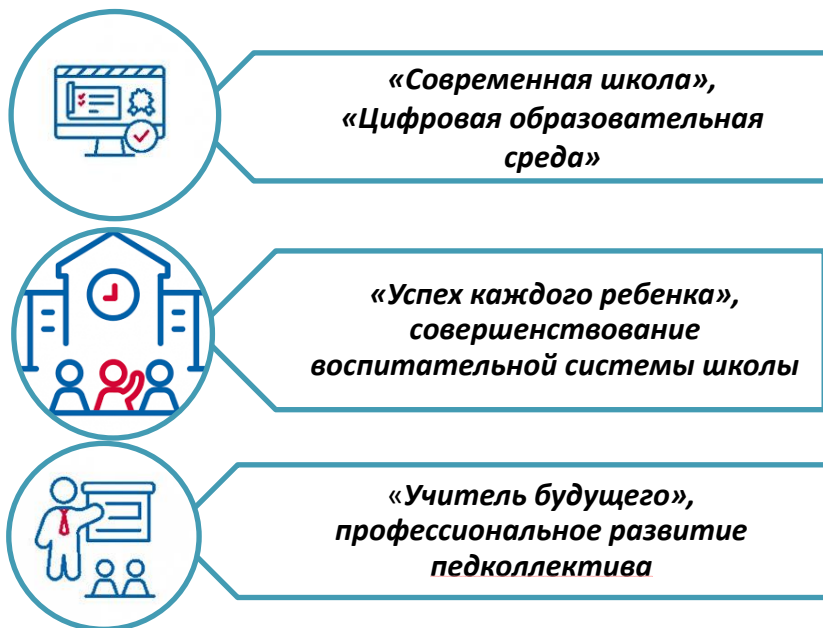 «Современная школа»,
«Цифровая образовательная
среда»
«Успех каждого ребенка»,
совершенствование
воспитательной системы школы
«Учитель будущего»,
профессиональное развитие
педколлектива